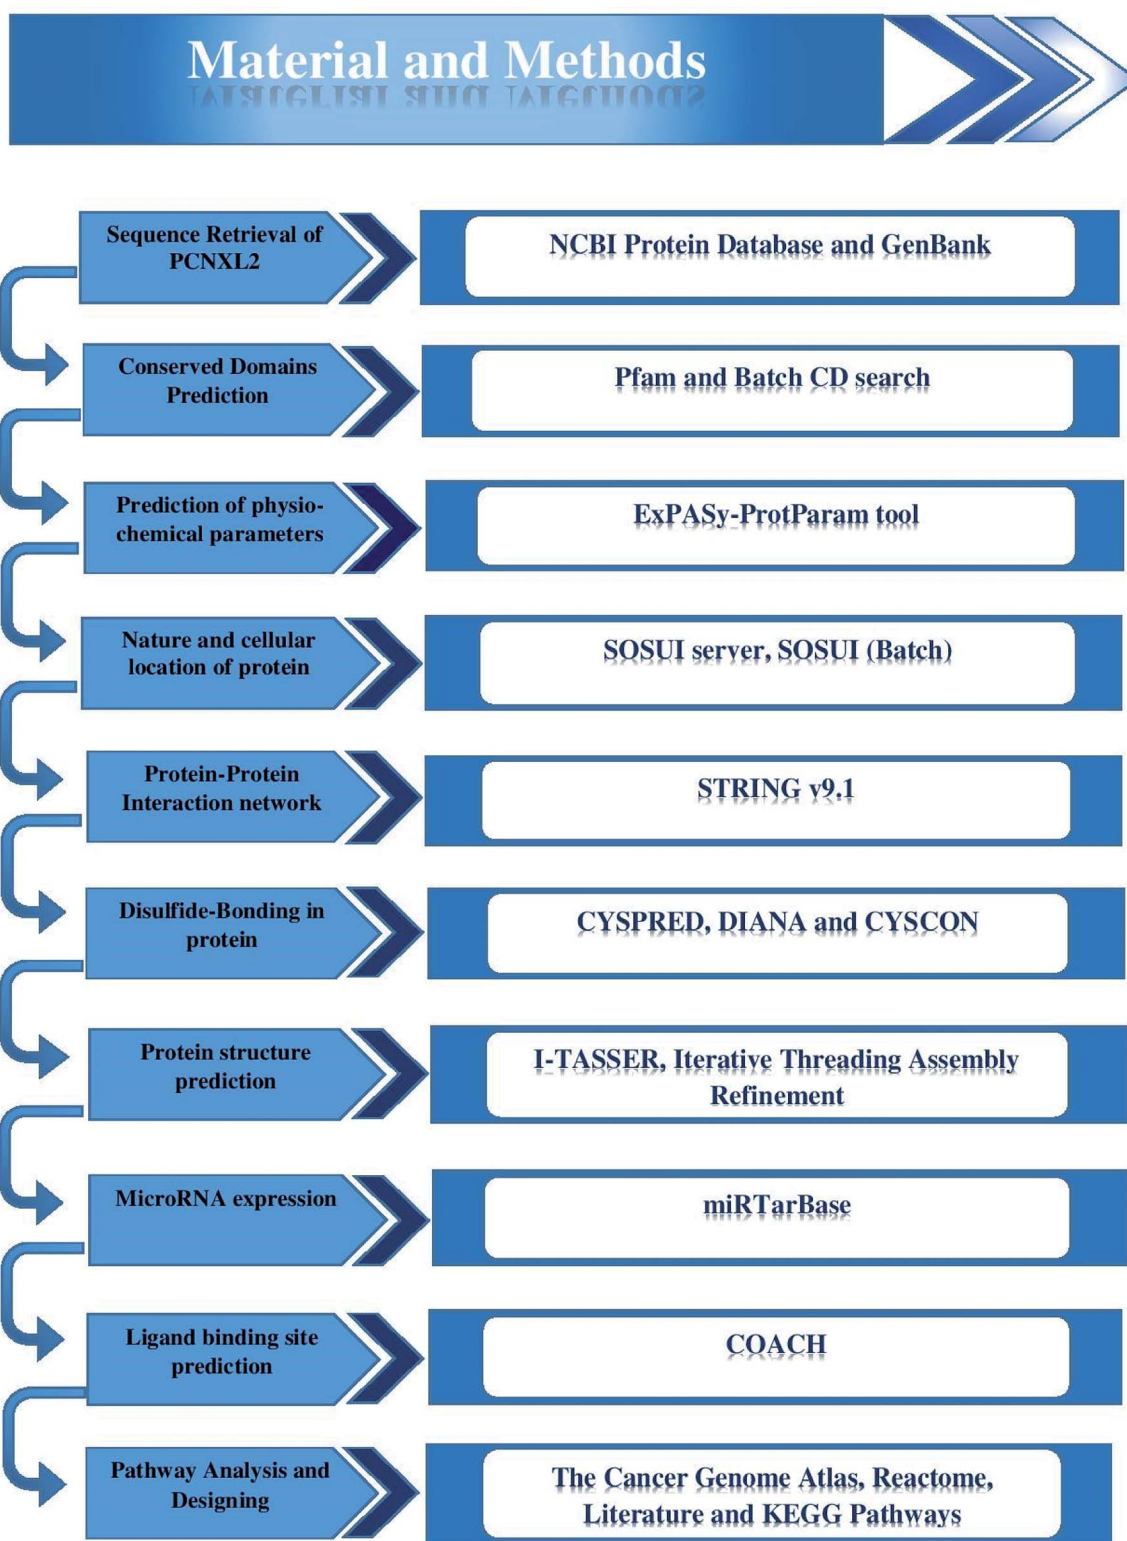 Material and Methods
Sequence Retrieval of
PCNXL2
NCBI Protein Database and GenBank
Conserved Domains
Prediction
Pfam and Batch CD search
Prediction of physio-
chemical parameters
ExPASy-ProtParam tool
Nature and cellular
location of protein
SOSUI server, SOSUI (Batch)
Protein-Protein
Interaction network
STRING v9.1
Disulfide-Bonding in
protein
CYSPRED, DIANA and CYSCON
Protein structure
prediction
I-TASSER, Iterative Threading Assembly
Refinement
MicroRNA expression
miRTarBase
Ligand binding site
prediction
COACH
Pathway Analysis and
Designing
The Cancer Genome Atlas, Reactome,
Literature and KEGG Pathways